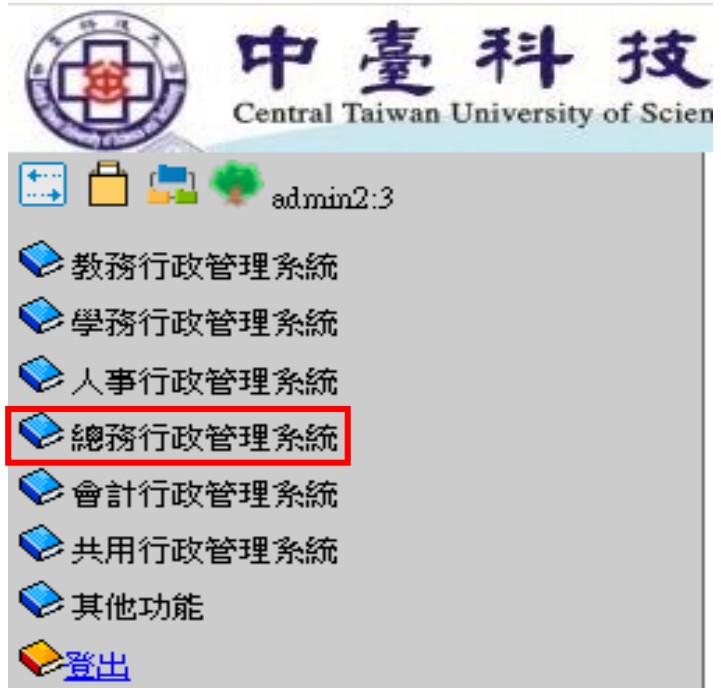 中臺科技
Central Taiwan University of Scien
admin2:3
教務行政管理系統
學務行政管理系統
人事行政管理系統
總務行政管理系統
會計行政管理系統
共用行政管理系統
其他功能
登出